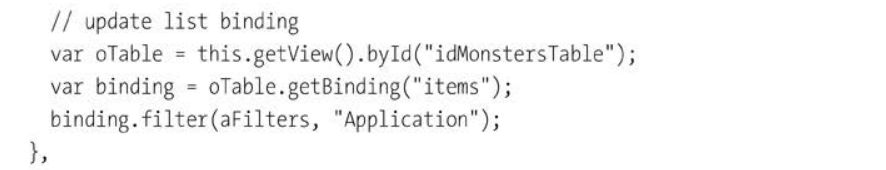 // update list binding
var oTable = this.getView().byId("idMonstersTable");
var binding = oTable.getBinding("items");
binding.filter(aFilters, "Application");
},